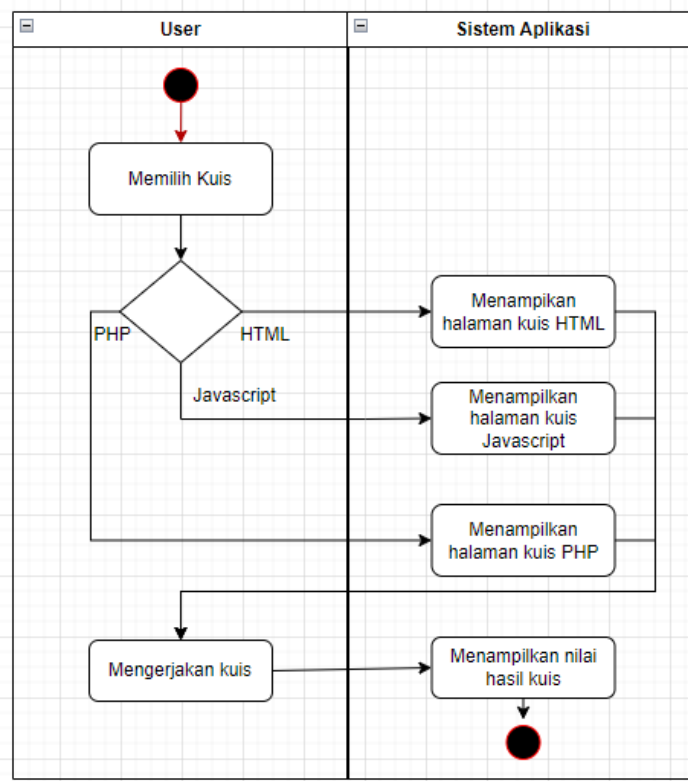 User
Sistem Aplikasi
Memilih Kuis
PHP
HTML
Javascript
Menampikan
halaman kuis HTML
Menampilkan
halaman kuis
Javascript
Menampilkan
halaman kuis PHP
Mengerjakan kuis
Menampilkan nilai
hasil kuis